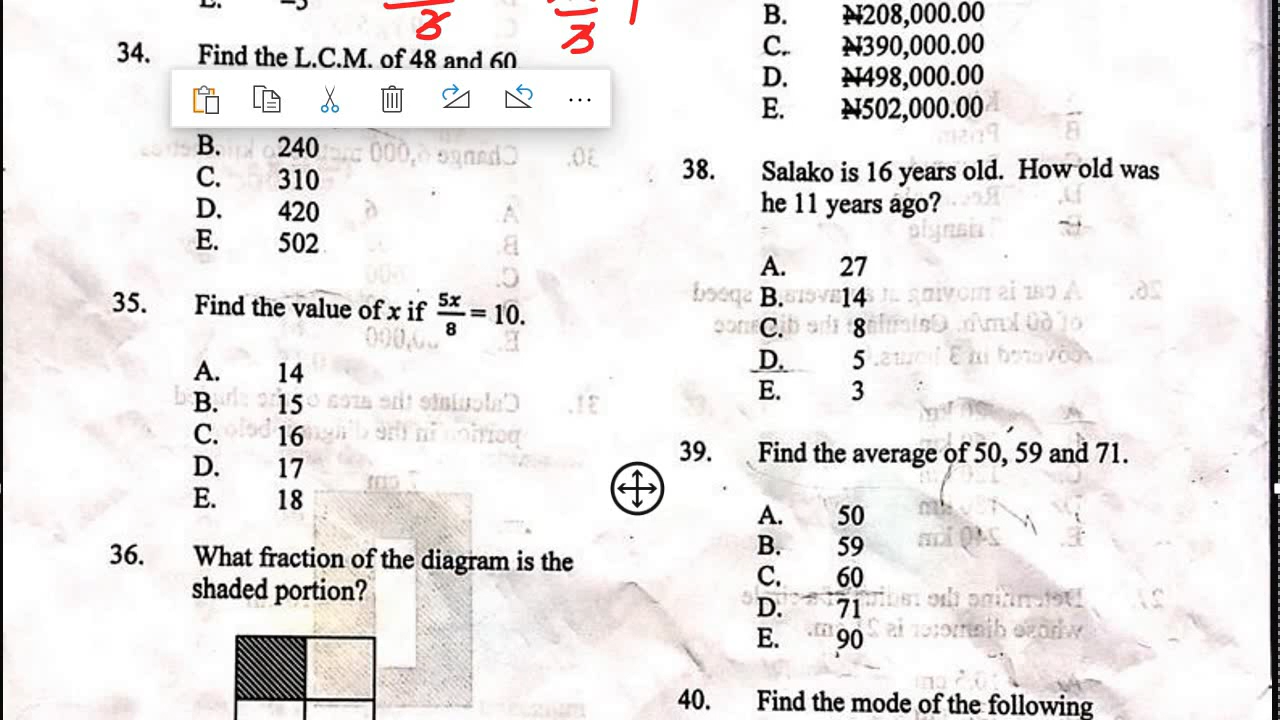 34. Find the L.C.M. of 48 and 60
B. 240
C. 310
D. 420
E. 502
35. Find the value of x if 5x/8 = 10.
A. 14
B. 15
C. 16
D. 17
E. 18
36. What fraction of the diagram is the
shaded portion?
B. ₦208,000.00
C. ₦390,000.00
D. ₦498,000.00
E. ₦502,000.00
38. Salako is 16 years old. How old was
he 11 years ago?
A. 27
B. 14
C. 8
D. 5
E. 3
39. Find the average of 50, 59 and 71.
A. 50
B. 59
C. 60
D. 71
E. 90
40. Find the mode of the following